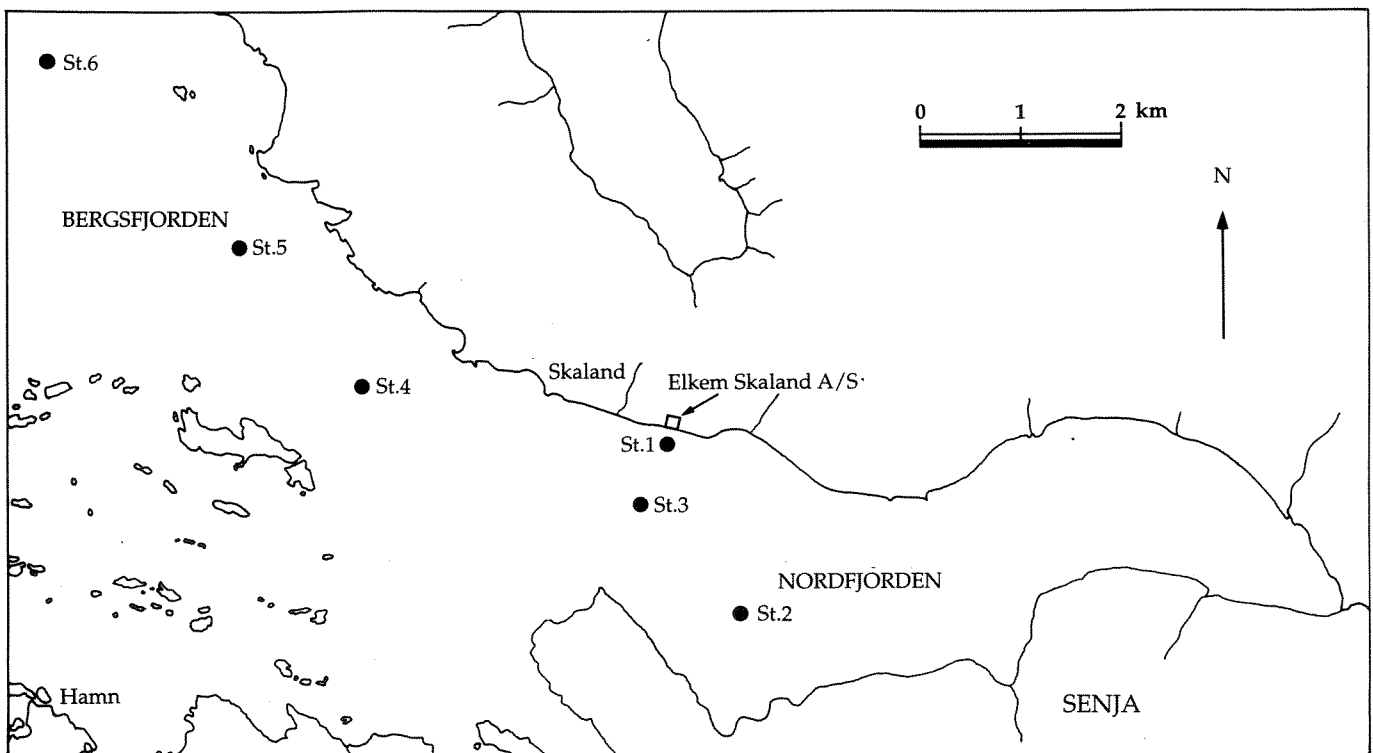 St.6
0 1 2 km
N
BERGSFJORDEN
St.5
Skaland
Elkem Skaland A/S
St.4
St.1
St.3
NORDFJORDEN
St.2
Hamn
SENJA